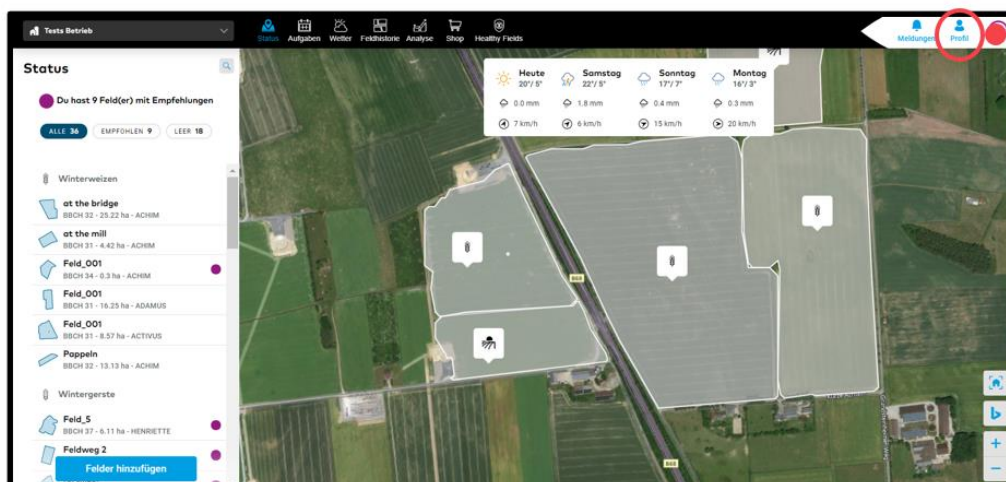 Tests Betrieb
Status
Aufgaben
Wetter
Feldhistorie
Analyse
Shop
Healthy Fields
Meldungen
Profil
Status
Du hast 9 Feld(er) mit Empfehlungen
ALLE 36
EMPFOHLEN 9
LEER 18
Winterweizen
at the bridge
BBCH 32 - 25.22 ha - ACHIM
at the mill
BBCH 31 - 4.42 ha - ACHIM
Feld_001
BBCH 34 - 0.3 ha - ACHIM
Feld_001
BBCH 31 - 16.25 ha - ADAMUS
Feld_001
BBCH 31 - 8.57 ha - ACTIVUS
Pappeln
BBCH 32 - 13.13 ha - ACHIM
Wintergerste
Feld_5
BBCH 37 - 6.11 ha - HENRIETTE
Feldweg 2
Felder hinzufügen
Heute
20°/ 5°
0.0 mm
7 km/h
Samstag
22°/ 5°
1.8 mm
6 km/h
Sonntag
17°/ 7°
0.4 mm
15 km/h
Montag
16°/ 3°
0.3 mm
20 km/h
B68
B68
+
−